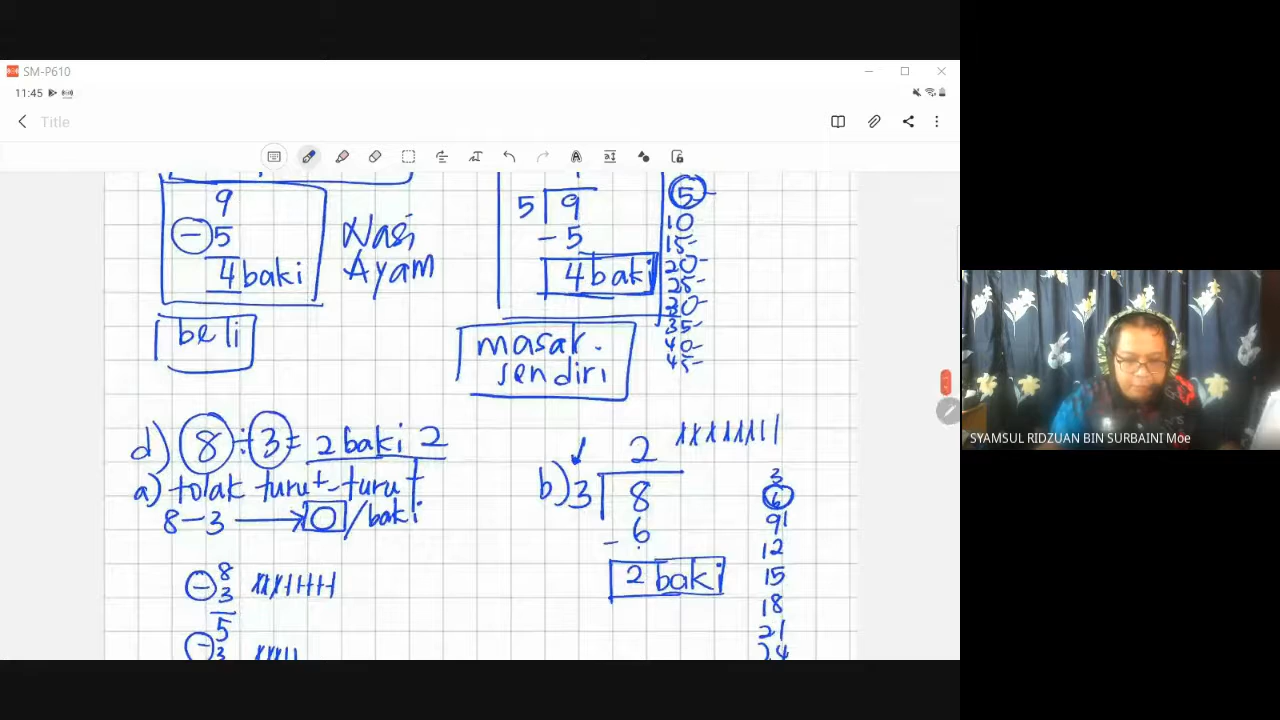 SM-P610
11:45
Title
9
- 5
4 baki
Nasi
Ayam
beli
5 9
- 5
4 baki
masak
sendiri
5
10
15
20
25
30
35
40
45
d) 8 ÷ 3 = 2 baki 2
a) tolak turut-turut
8 - 3 → 0 / baki
- 8
3
5
- 3
2
b) 3 8
- 6
2 baki
3
6
9
12
15
18
21
24
SYAMSUL RIDZUAN BIN SURBAINI Moe